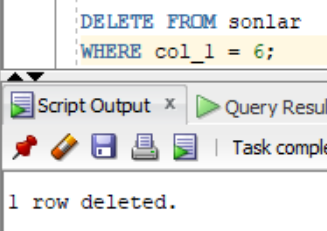 DELETE FROM sonlar
WHERE col_1 = 6;
Script Output x Query Resul
Task comple
1 row deleted.